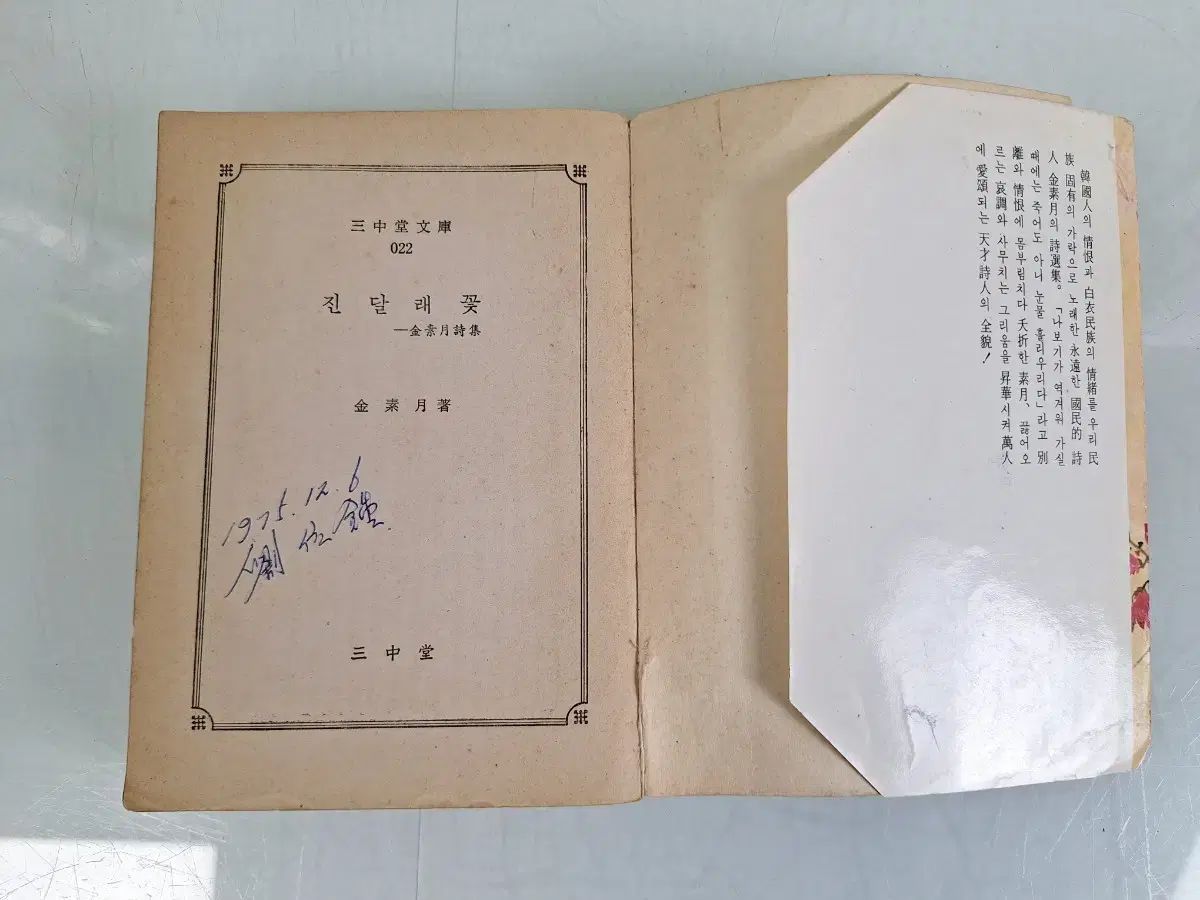 三中堂文庫
022
진달래꽃
—金素月詩集
金素月著
1975.12.6
三中堂
韓國人의 情恨과 白衣民族의 情緖를 우리 民
族 固有의 가락으로 노래한 永遠한 國民的 詩
人 金素月의 詩選集。「나보기가 역겨워 가실
때에는 죽어도 아니 눈물 흘리우리다」라고 別
離와 情恨에 몸부림치다 夭折한 素月、끓어오
르는 哀調와 사무치는 그리움을 昇華시켜 萬人
에 愛頌되는 天才詩人의 全貌！